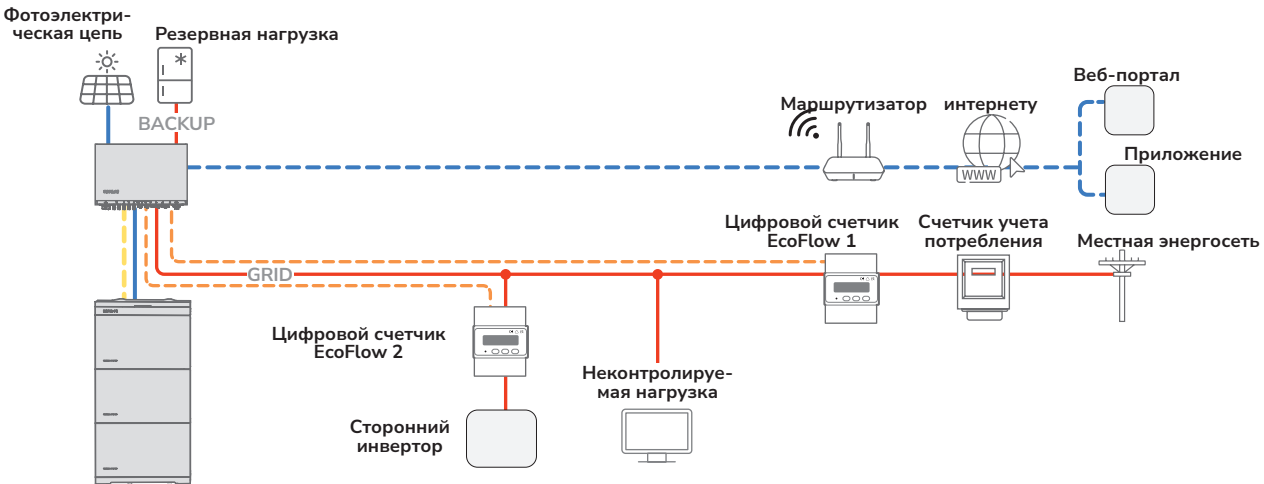 Фотоэлектри-
ческая цепь
Резервная нагрузка
BACKUP
Маршрутизатор
интернету
WWW
Веб-портал
Приложение
Цифровой счетчик
EcoFlow 1
Счетчик учета
потребления
Местная энергосеть
GRID
Цифровой счетчик
EcoFlow 2
Неконтролируе-
мая нагрузка
Сторонний
инвертор